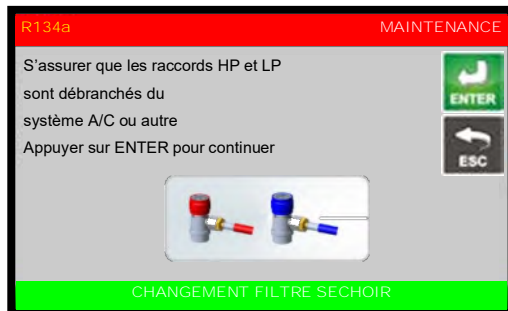 R134a MAINTENANCE
S'assurer que les raccords HP et LP
sont débranchés du
système A/C ou autre
Appuyer sur ENTER pour continuer
ENTER
ESC
CHANGEMENT FILTRE SECHOIR